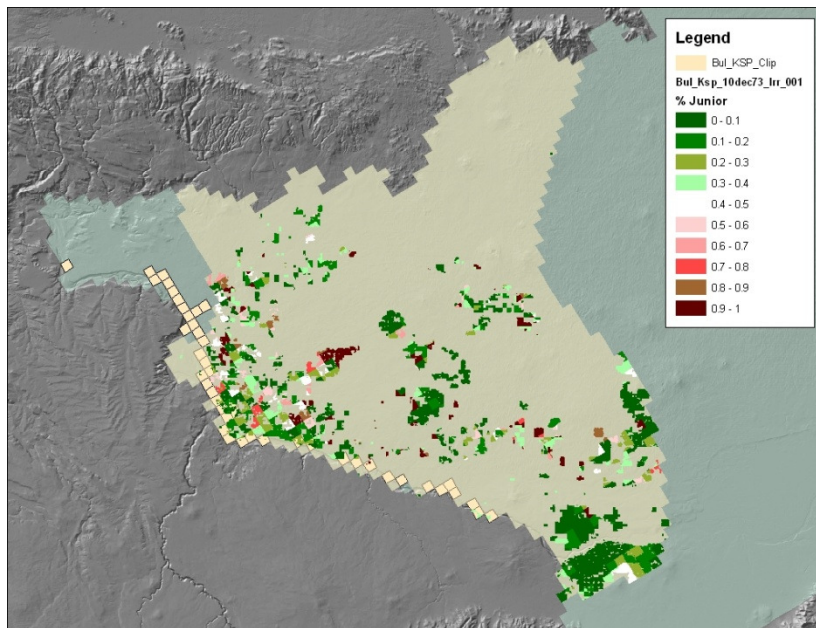 Legend
Bul_KSP_Clip
Bul_Ksp_10dec73_Irr_001
% Junior
0 - 0.1
0.1 - 0.2
0.2 - 0.3
0.3 - 0.4
0.4 - 0.5
0.5 - 0.6
0.6 - 0.7
0.7 - 0.8
0.8 - 0.9
0.9 - 1